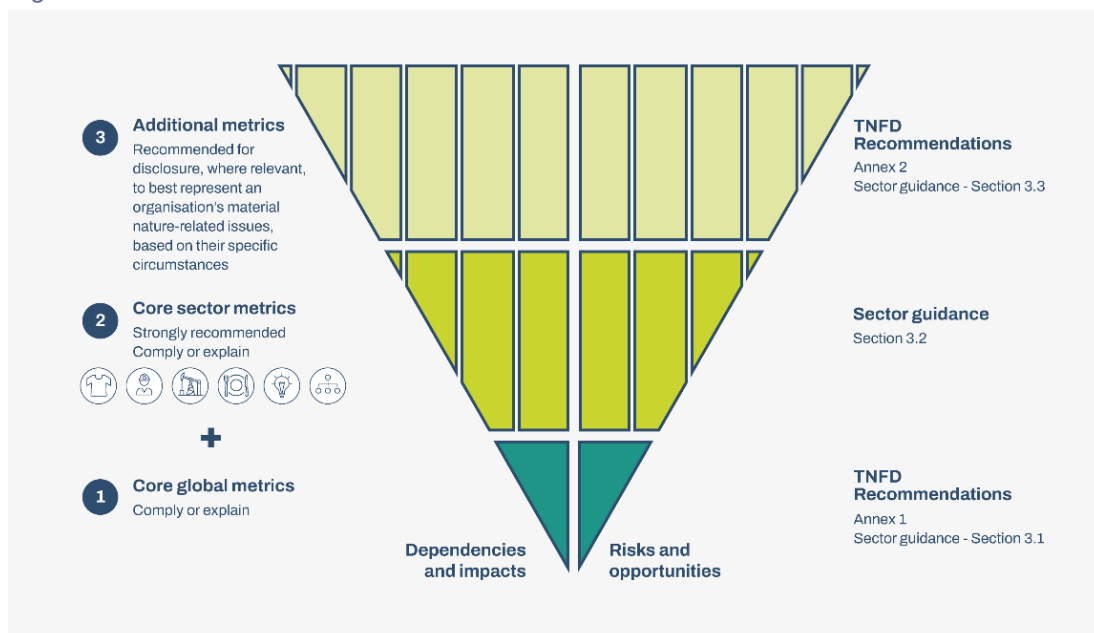 3
Additional metrics
Recommended for
disclosure, where relevant,
to best represent an
organisation's material
nature-related issues,
based on their specific
circumstances
TNFD
Recommendations
Annex 2
Sector guidance - Section 3.3
2
Core sector metrics
Strongly recommended
Comply or explain
Sector guidance
Section 3.2
+
1
Core global metrics
Comply or explain
TNFD
Recommendations
Annex 1
Sector guidance - Section 3.1
Dependencies
and impacts
Risks and
opportunities